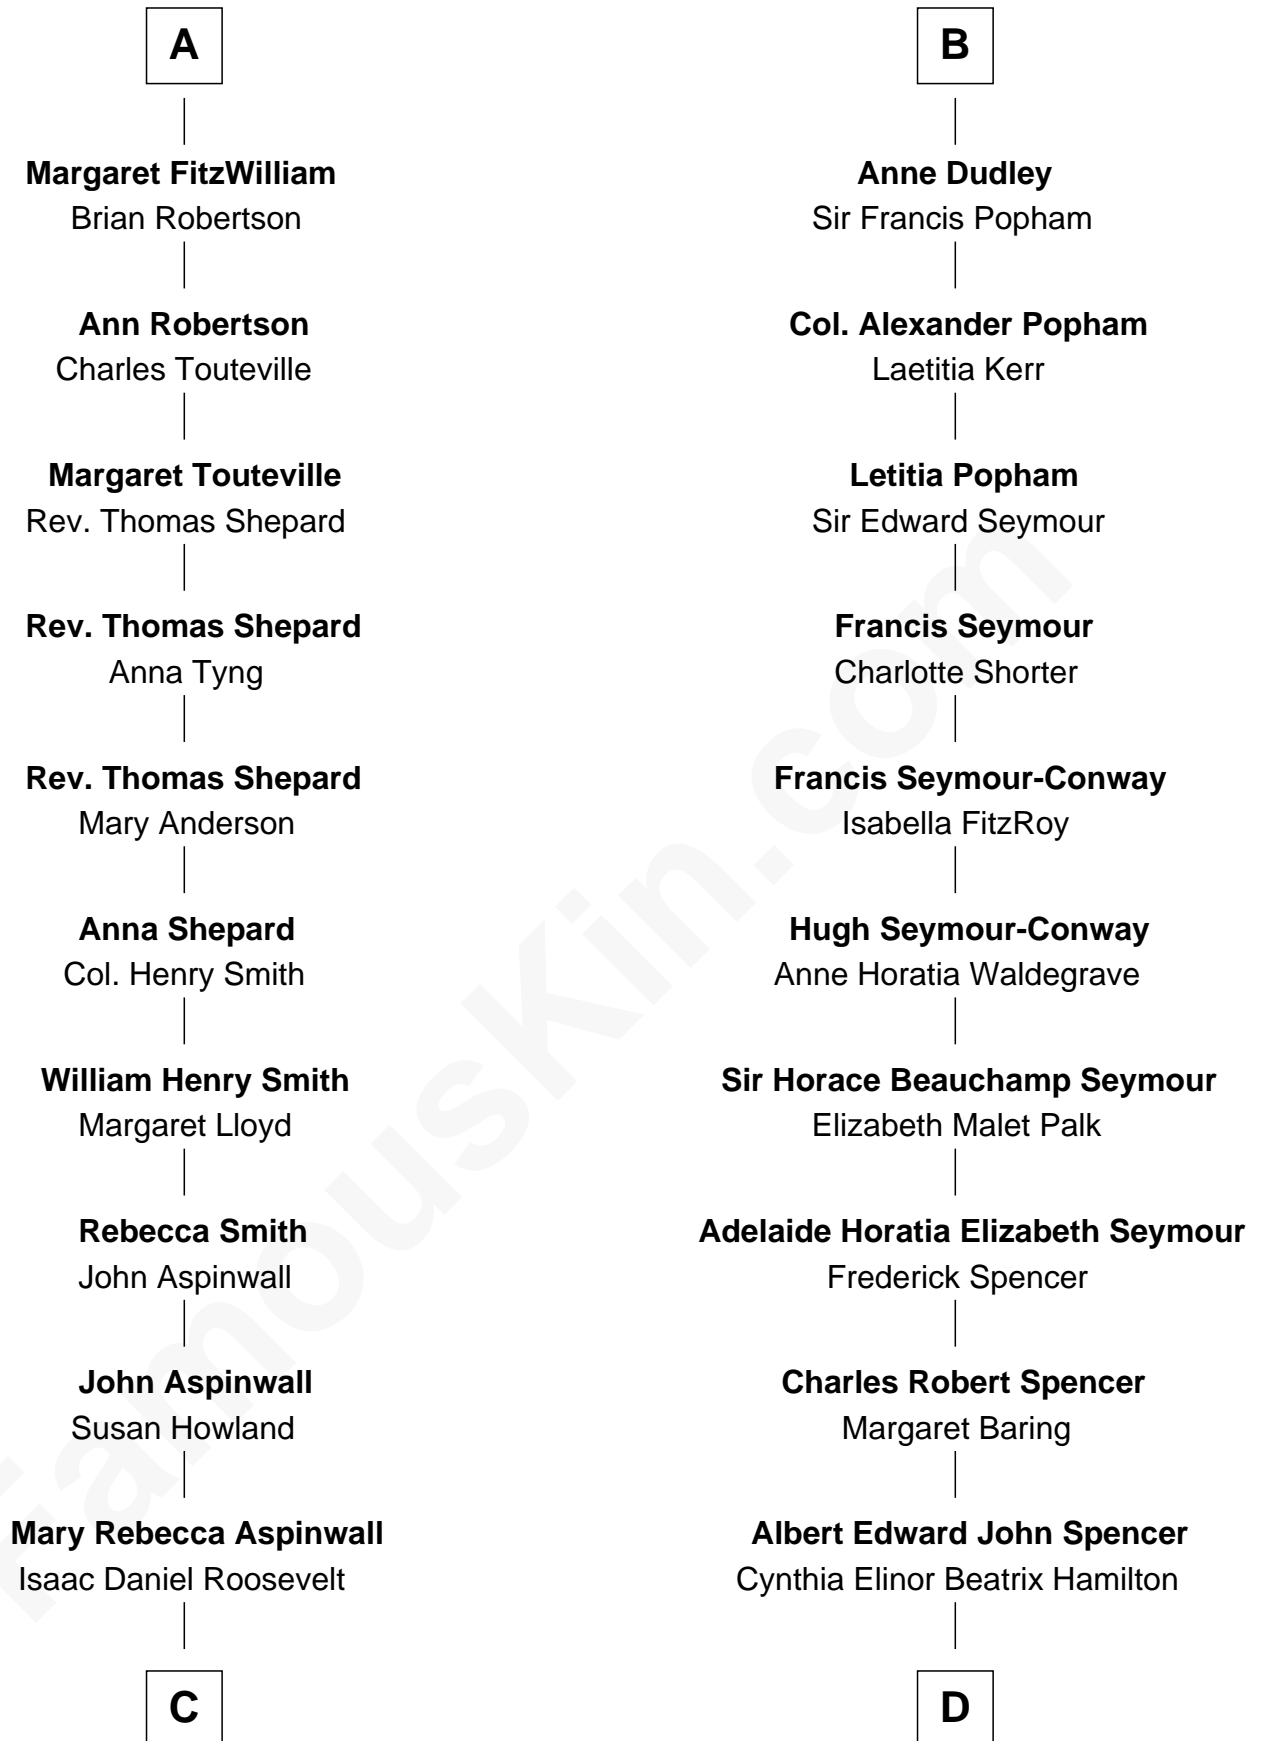 A
Margaret FitzWilliam
Brian Robertson
Ann Robertson
Charles Touteville
Margaret Touteville
Rev. Thomas Shepard
Rev. Thomas Shepard
Anna Tyng
Rev. Thomas Shepard
Mary Anderson
Anna Shepard
Col. Henry Smith
William Henry Smith
Margaret Lloyd
Rebecca Smith
John Aspinwall
John Aspinwall
Susan Howland
Mary Rebecca Aspinwall
Isaac Daniel Roosevelt
C
B
Anne Dudley
Sir Francis Popham
Col. Alexander Popham
Laetitia Kerr
Letitia Popham
Sir Edward Seymour
Francis Seymour
Charlotte Shorter
Francis Seymour-Conway
Isabella FitzRoy
Hugh Seymour-Conway
Anne Horatia Waldegrave
Sir Horace Beauchamp Seymour
Elizabeth Malet Palk
Adelaide Horatia Elizabeth Seymour
Frederick Spencer
Charles Robert Spencer
Margaret Baring
Albert Edward John Spencer
Cynthia Elinor Beatrix Hamilton
D
FamousKin.com